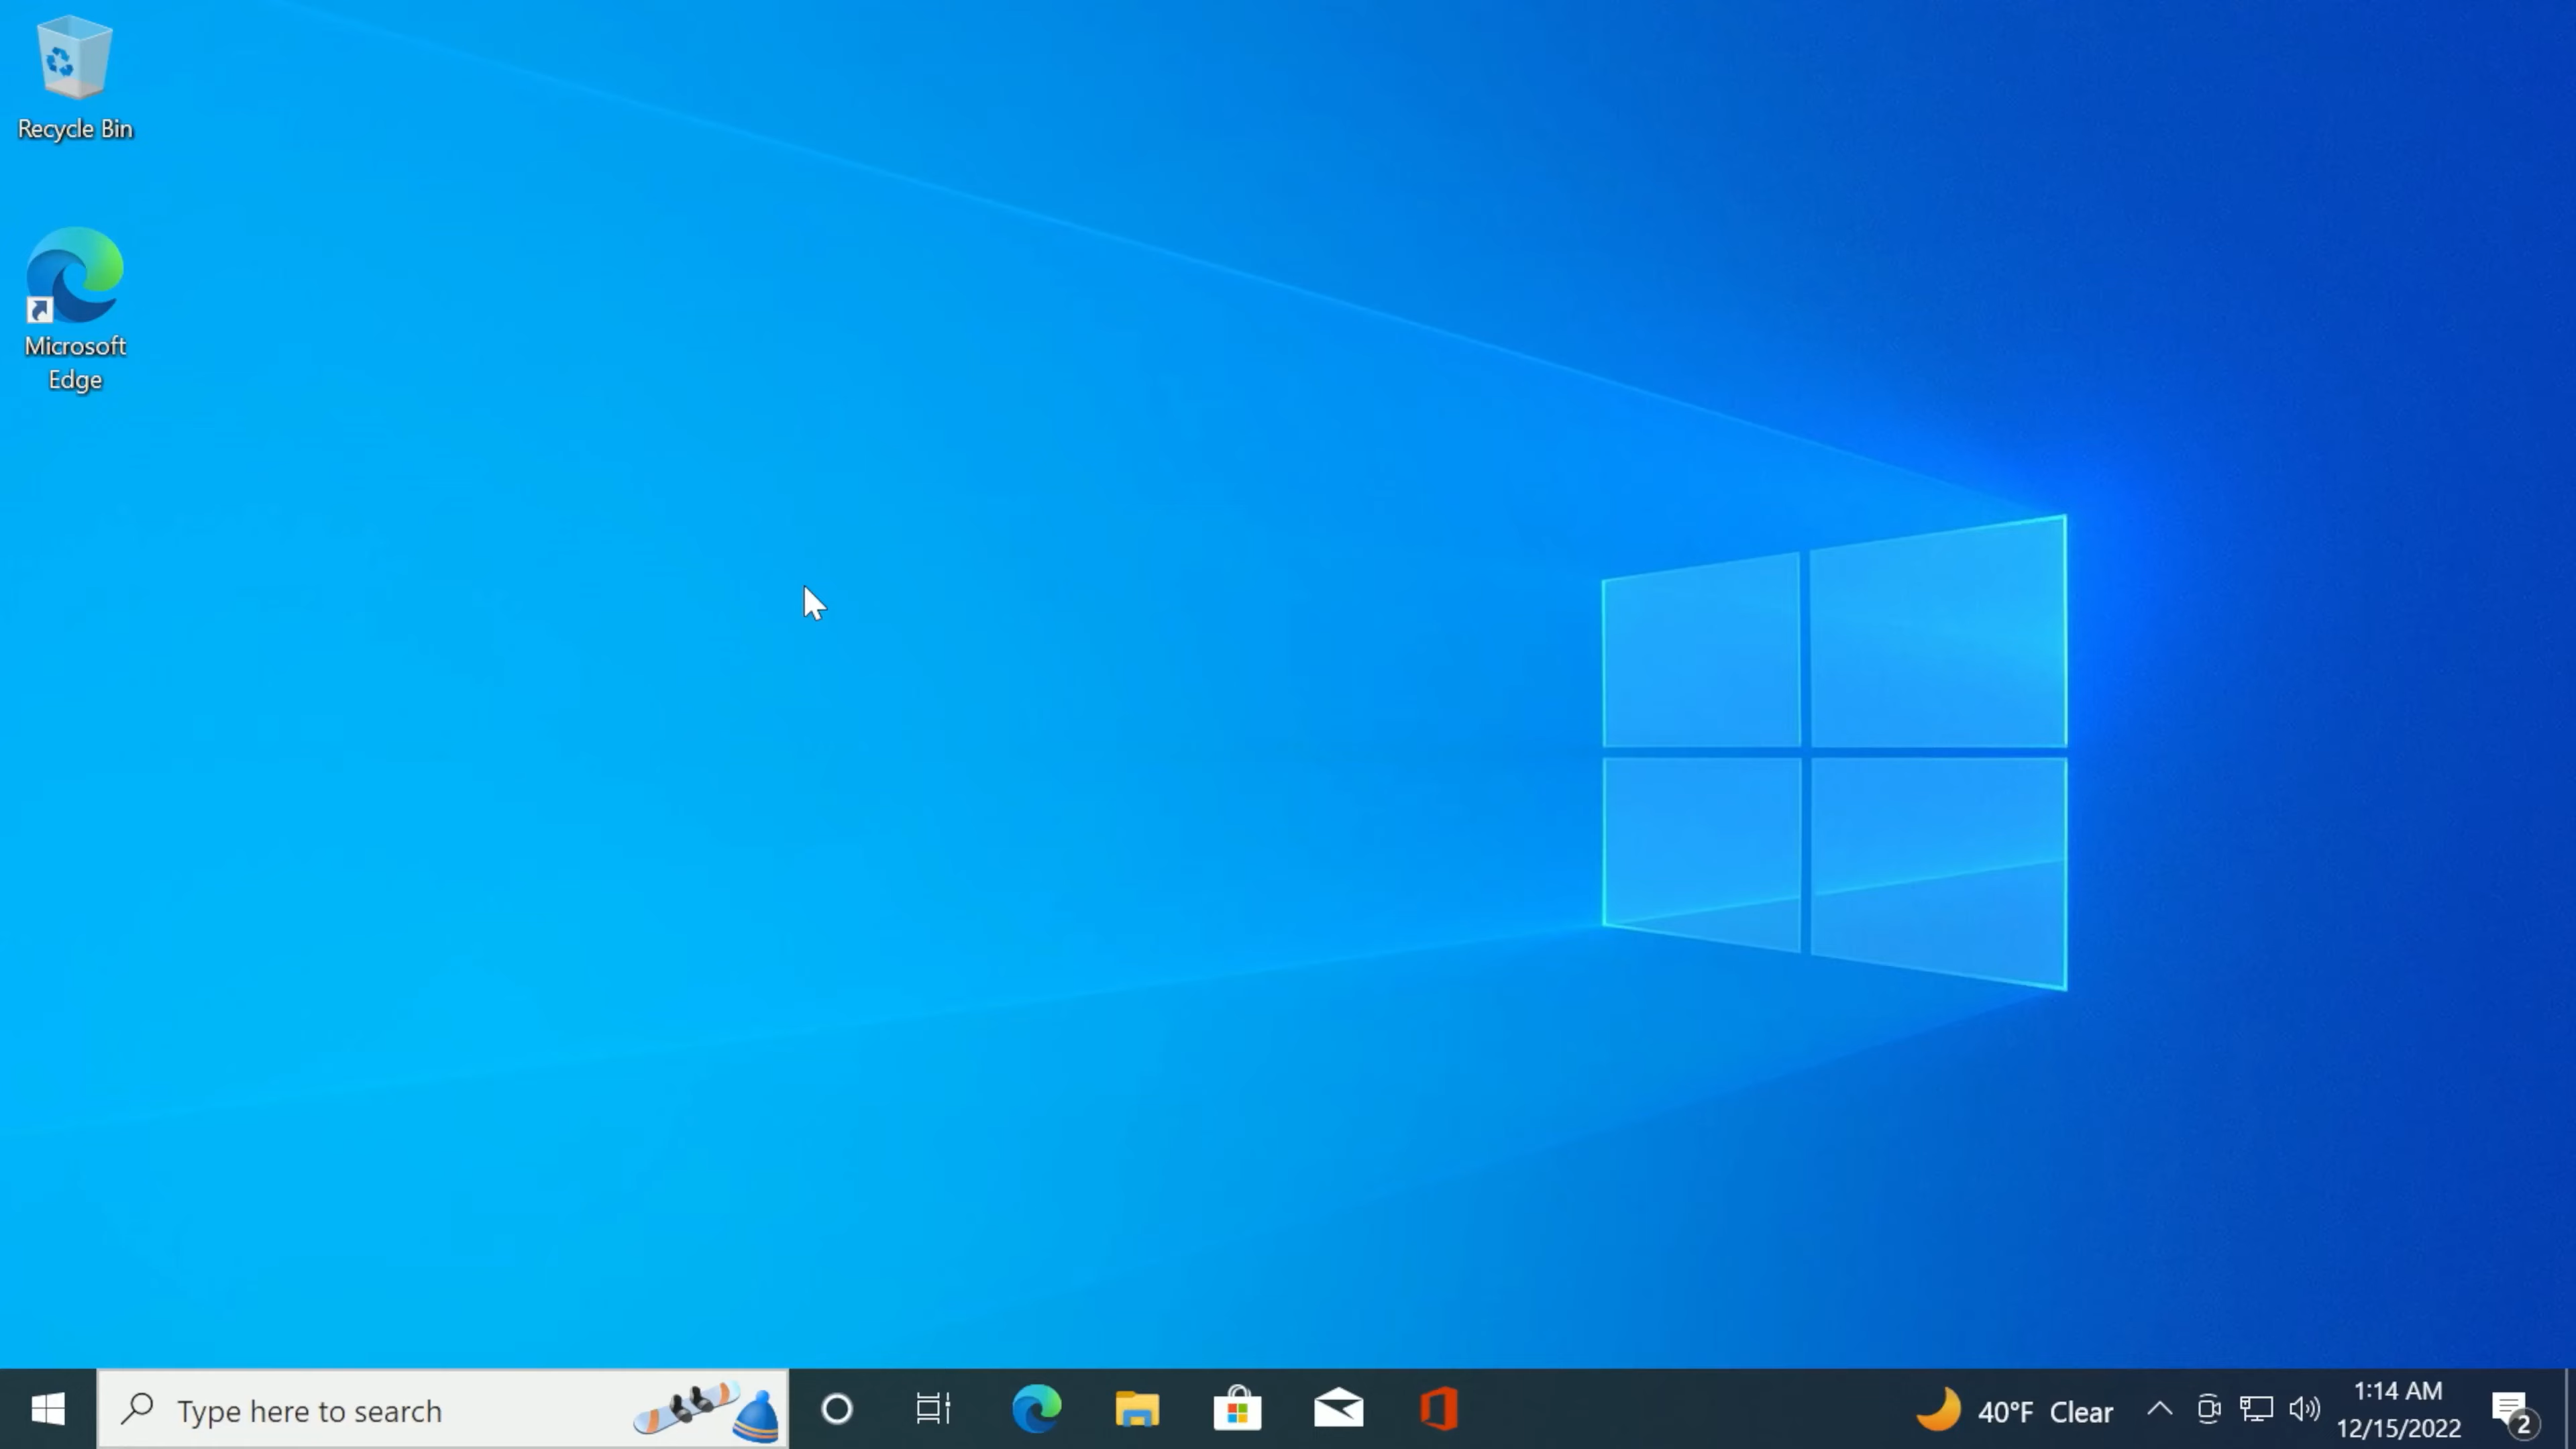 Recycle Bin
Microsoft
Edge
Type here to search
40°F Clear
1:14 AM
12/15/2022
2